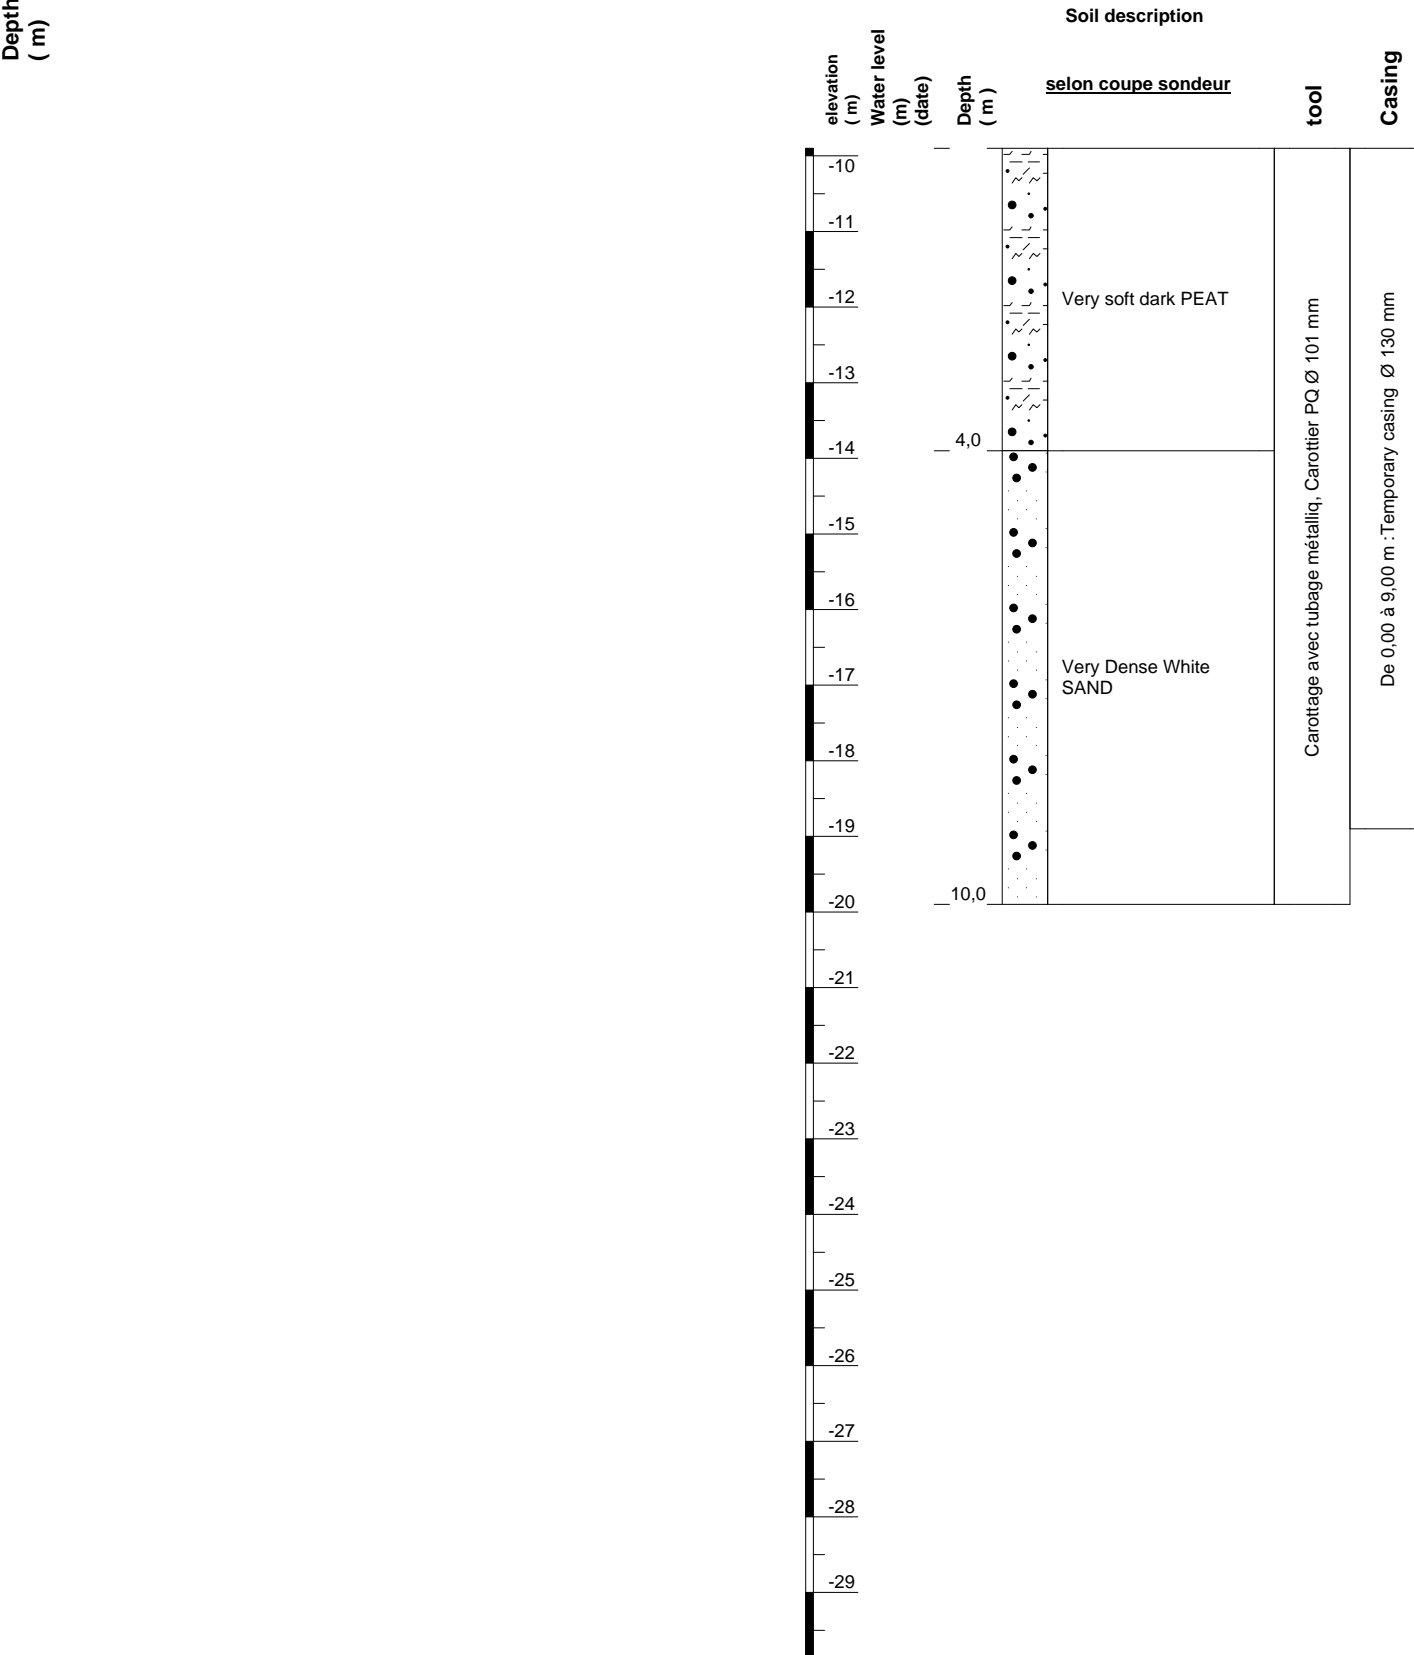 Depth
( m)
Soil description
elevation
( m)
Water level
(m)
(date)
Depth
( m )
selon coupe sondeur
tool
Casing
-10
-11
-12
-13
-14
-15
-16
-17
-18
-19
-20
-21
-22
-23
-24
-25
-26
-27
-28
-29
4,0
10,0
Very soft dark PEAT
Very Dense White
SAND
Carottage avec tubage métalliq, Carottier PQ Ø 101 mm
De 0,00 à 9,00 m : Temporary casing Ø 130 mm